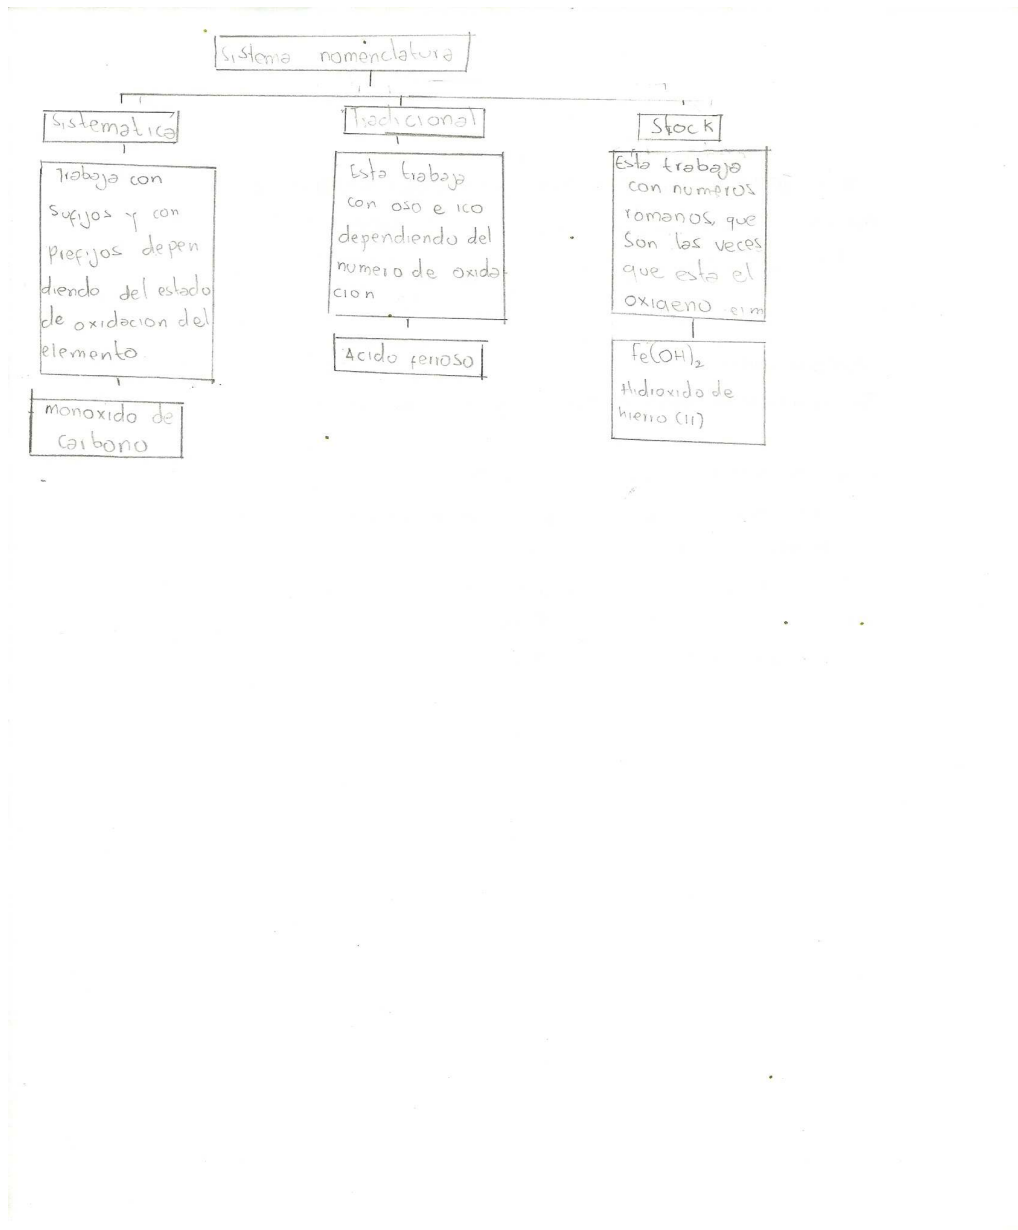 Sistema nomenclatura
Sistematica
Trabaja con
sufijos y con
prefijos depen
diendo del estado
de oxidacion del
elemento
monoxido de
carbono
Tradicional
Esta trabaja
con oso e ico
dependiendo del
numero de oxida
cion
Acido ferroso
Stock
Esta trabaja
con numeros
romanos, que
son las veces
que esta el
oxigeno
Fe(OH)₂
Hidroxido de
hierro (II)